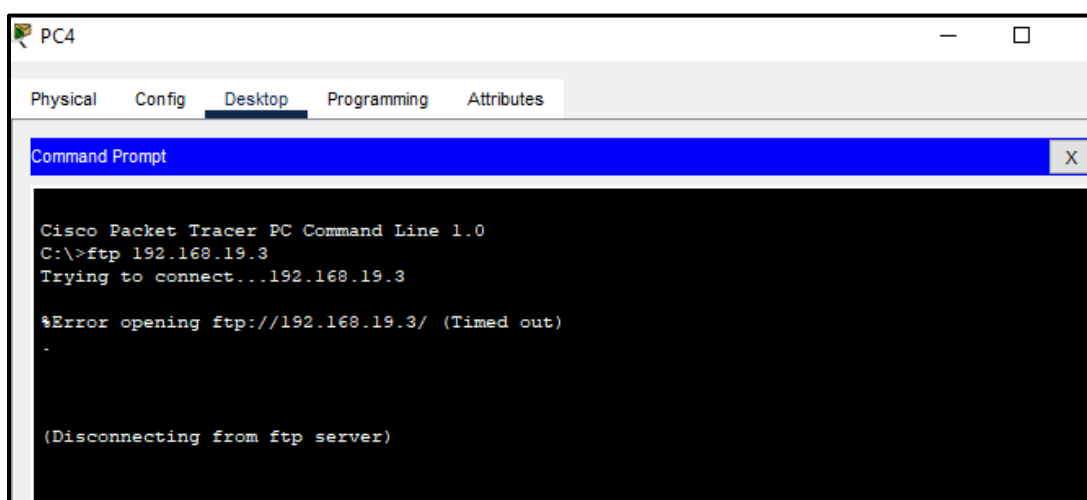 PC4
Physical Config Desktop Programming Attributes
Command Prompt
X
Cisco Packet Tracer PC Command Line 1.0
C:\>ftp 192.168.19.3
Trying to connect...192.168.19.3
%Error opening ftp://192.168.19.3/ (Timed out)
.
(Disconnecting from ftp server)